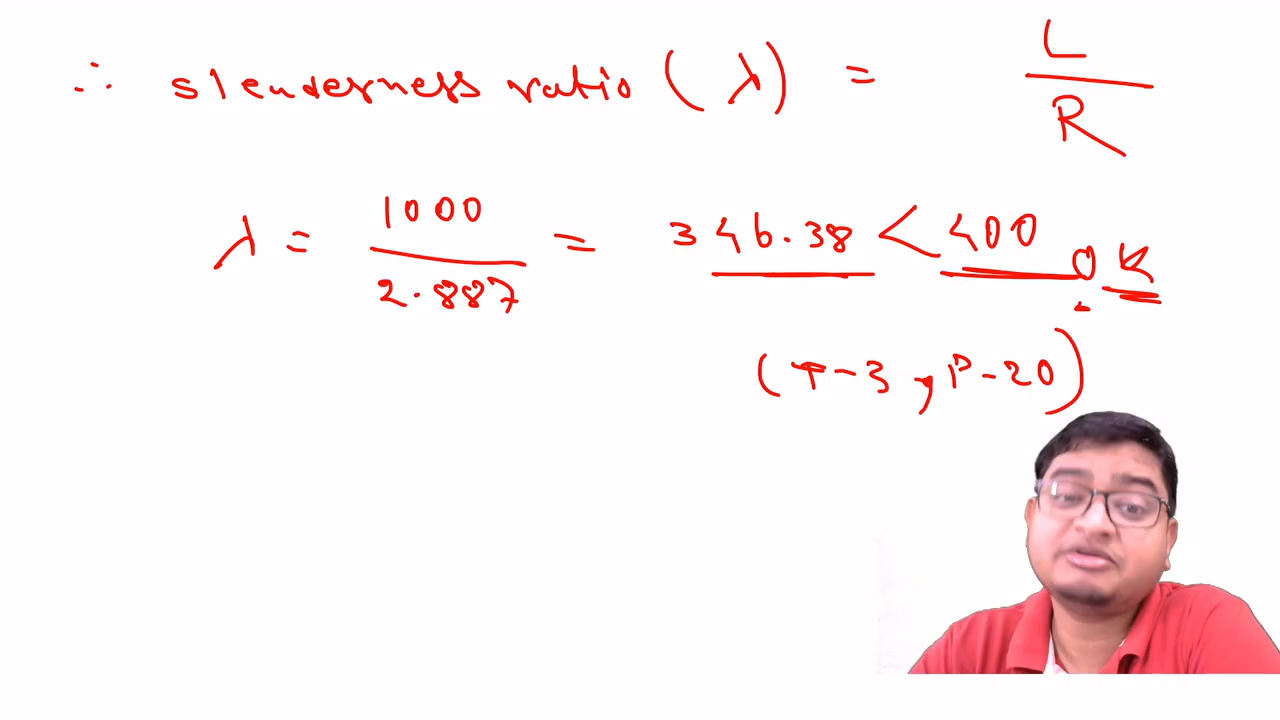 ∴ slenderness ratio (λ) = L / R
λ = 1000 / 2.887 = 346.38 < 400 OK
(T-3, P-20)